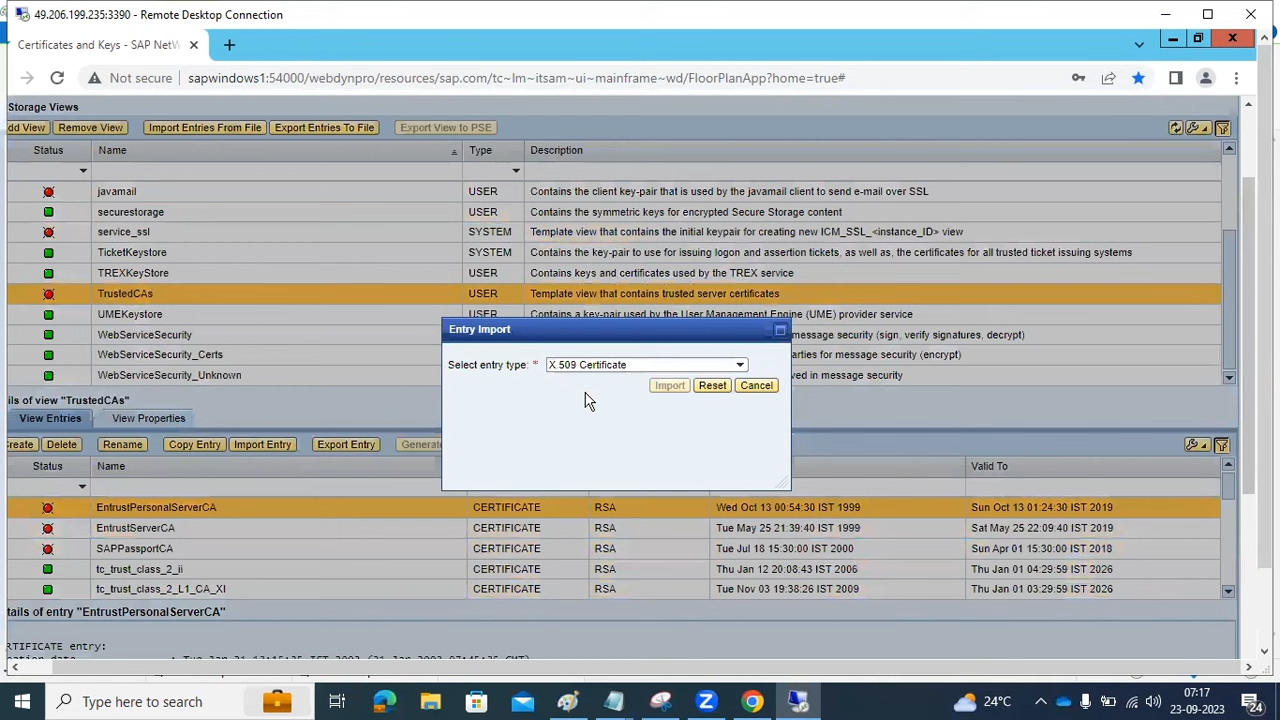 49.206.199.235:3390 - Remote Desktop Connection
Certificates and Keys - SAP NetW
Not secure sapwindows1:54000/webdynpro/resources/sap.com/tc~lm~itsam~ui~mainframe~wd/FloorPlanApp?home=true#
Storage Views
dd View Remove View Import Entries From File Export Entries To File Export View to PSE
Status Name Type Description
javamail USER Contains the client key-pair that is used by the javamail client to send e-mail over SSL
securestorage USER Contains the symmetric keys for encrypted Secure Storage content
service_ssl SYSTEM Template view that contains the initial keypair for creating new ICM_SSL_<instance_ID> view
TicketKeystore SYSTEM Contains the key-pair to use for issuing logon and assertion tickets, as well as, the certificates for all trusted ticket issuing systems
TREXKeyStore USER Contains keys and certificates used by the TREX service
TrustedCAs USER Template view that contains trusted server certificates
UMEKeystore USER Contains a key-pair used by the User Management Engine (UME) provider service
WebServiceSecurity message security (sign, verify signatures, decrypt)
WebServiceSecurity_Certs parties for message security (encrypt)
WebServiceSecurity_Unknown ved in message security
Entry Import
Select entry type: * X.509 Certificate
Import Reset Cancel
tails of view "TrustedCAs"
View Entries View Properties
Create Delete Rename Copy Entry Import Entry Export Entry Generate
Status Name Valid To
EntrustPersonalServerCA CERTIFICATE RSA Wed Oct 13 00:54:30 IST 1999 Sun Oct 13 01:24:30 IST 2019
EntrustServerCA CERTIFICATE RSA Tue May 25 21:39:40 IST 1999 Sat May 25 22:09:40 IST 2019
SAPPassportCA CERTIFICATE RSA Tue Jul 18 15:30:00 IST 2000 Sun Apr 01 15:30:00 IST 2018
tc_trust_class_2_ii CERTIFICATE RSA Thu Jan 12 20:08:43 IST 2006 Thu Jan 01 04:29:59 IST 2026
tc_trust_class_2_L1_CA_XI CERTIFICATE RSA Tue Nov 03 19:38:26 IST 2009 Thu Jan 01 03:29:59 IST 2026
tails of entry "EntrustPersonalServerCA"
RTIFICATE entry:
Type here to search
24°C
07:17
23-09-2023
24